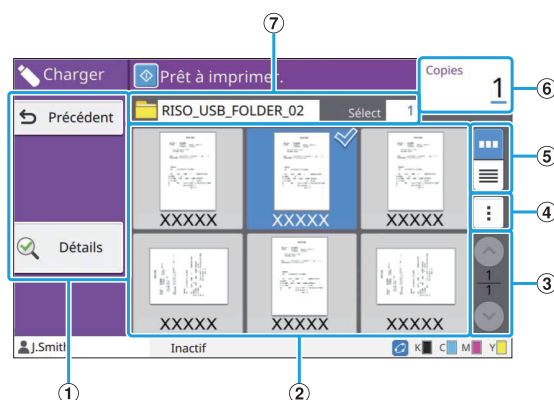 ⑦
Charger
Prêt à imprimer.
Copies
1
⑥
Précédent
RISO_USB_FOLDER_02
Sélect
1
⑤
XXXXX
XXXXX
XXXXX
④
Détails
1
1
③
XXXXX
XXXXX
XXXXX
J.Smith
Inactif
K
C
M
Y
①
②